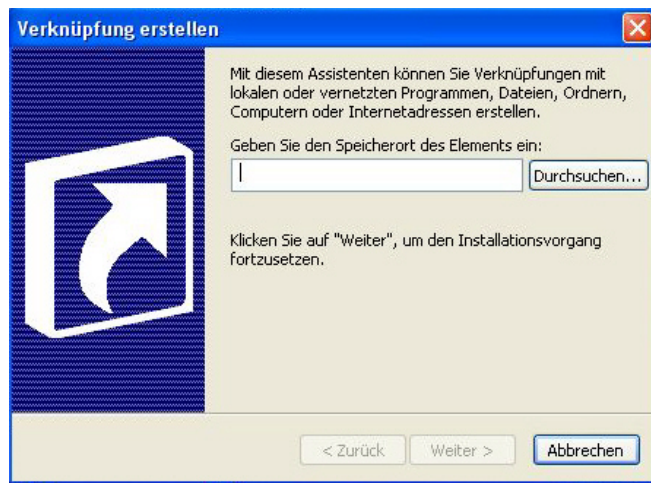 Verknüpfung erstellen
Mit diesem Assistenten können Sie Verknüpfungen mit
lokalen oder vernetzten Programmen, Dateien, Ordnern,
Computern oder Internetadressen erstellen.
Geben Sie den Speicherort des Elements ein:
Durchsuchen...
Klicken Sie auf "Weiter", um den Installationsvorgang
fortzusetzen.
< Zurück Weiter > Abbrechen